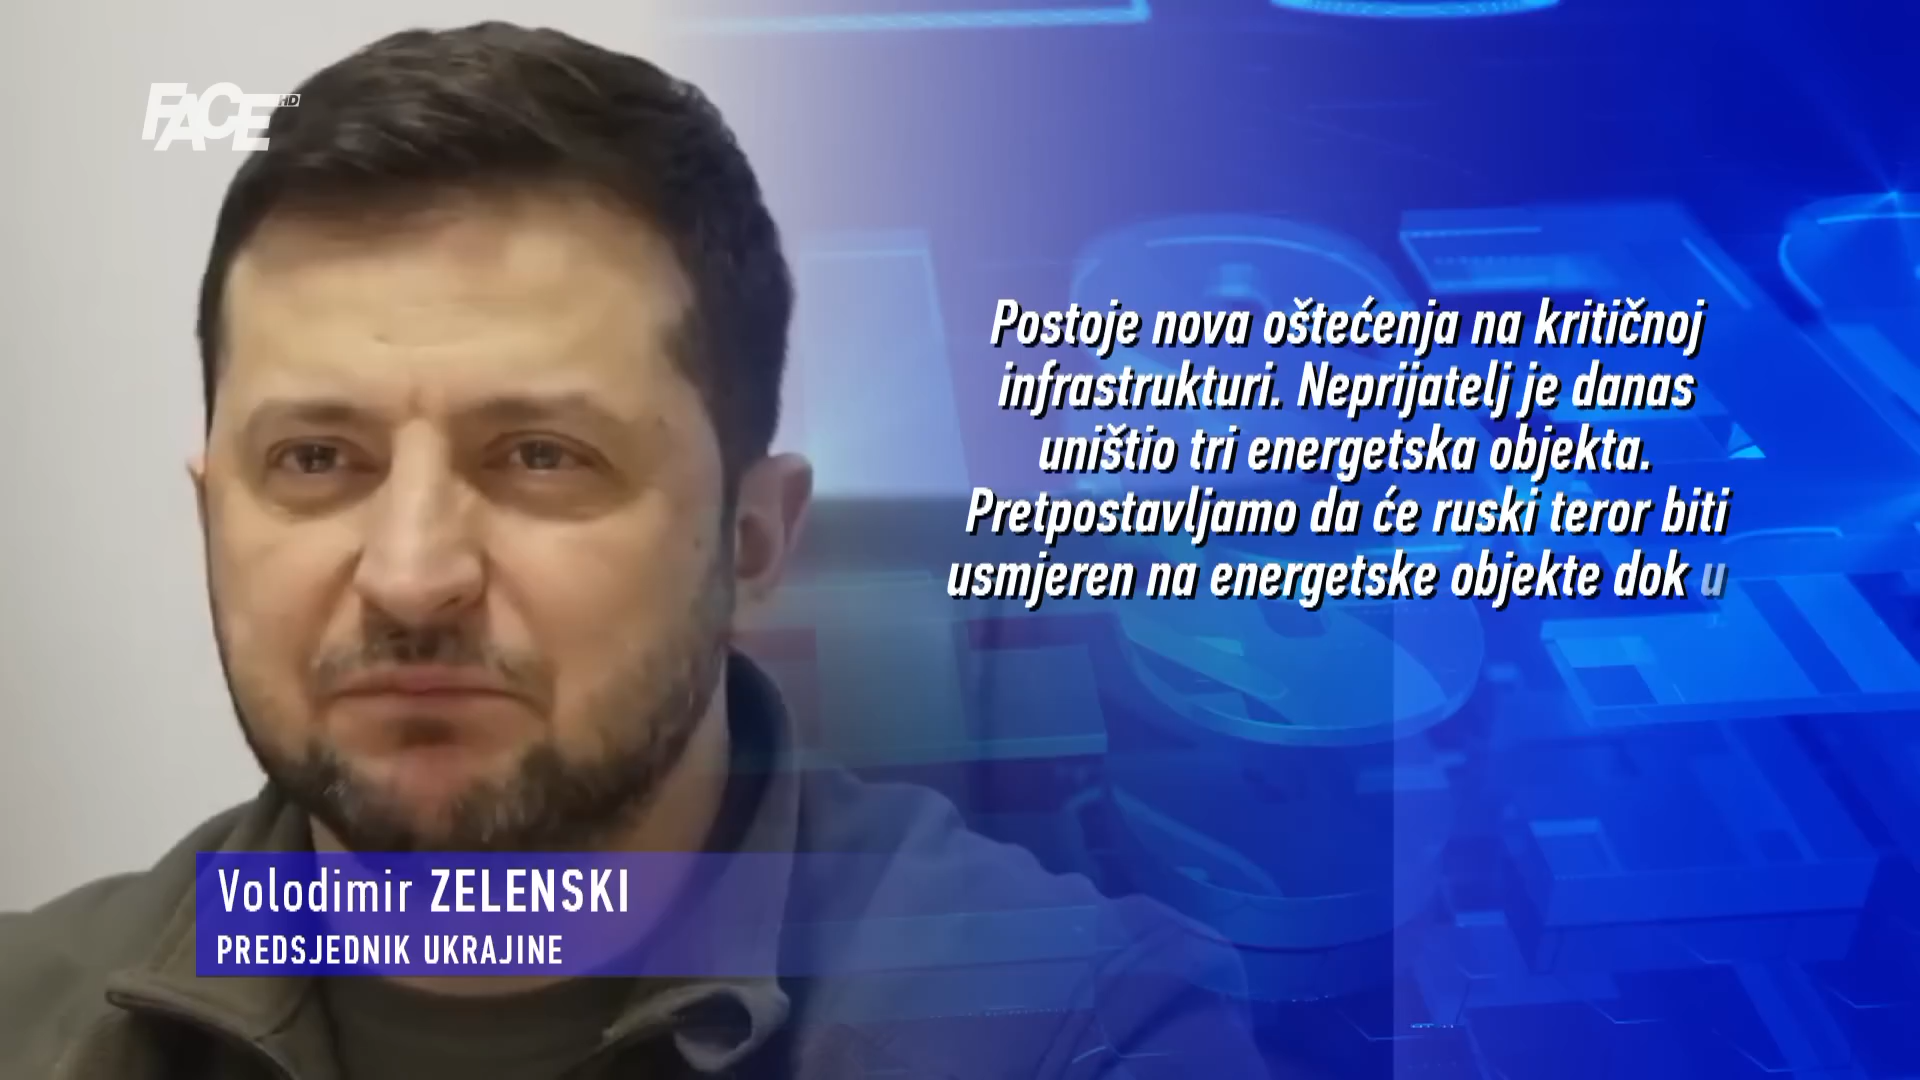 FACE HD
Postoje nova oštećenja na kritičnoj
infrastrukturi. Neprijatelj je danas
uništio tri energetska objekta.
Pretpostavljamo da će ruski teror biti
usmjeren na energetske objekte dok u
Volodimir ZELENSKI
PREDSJEDNIK UKRAJINE